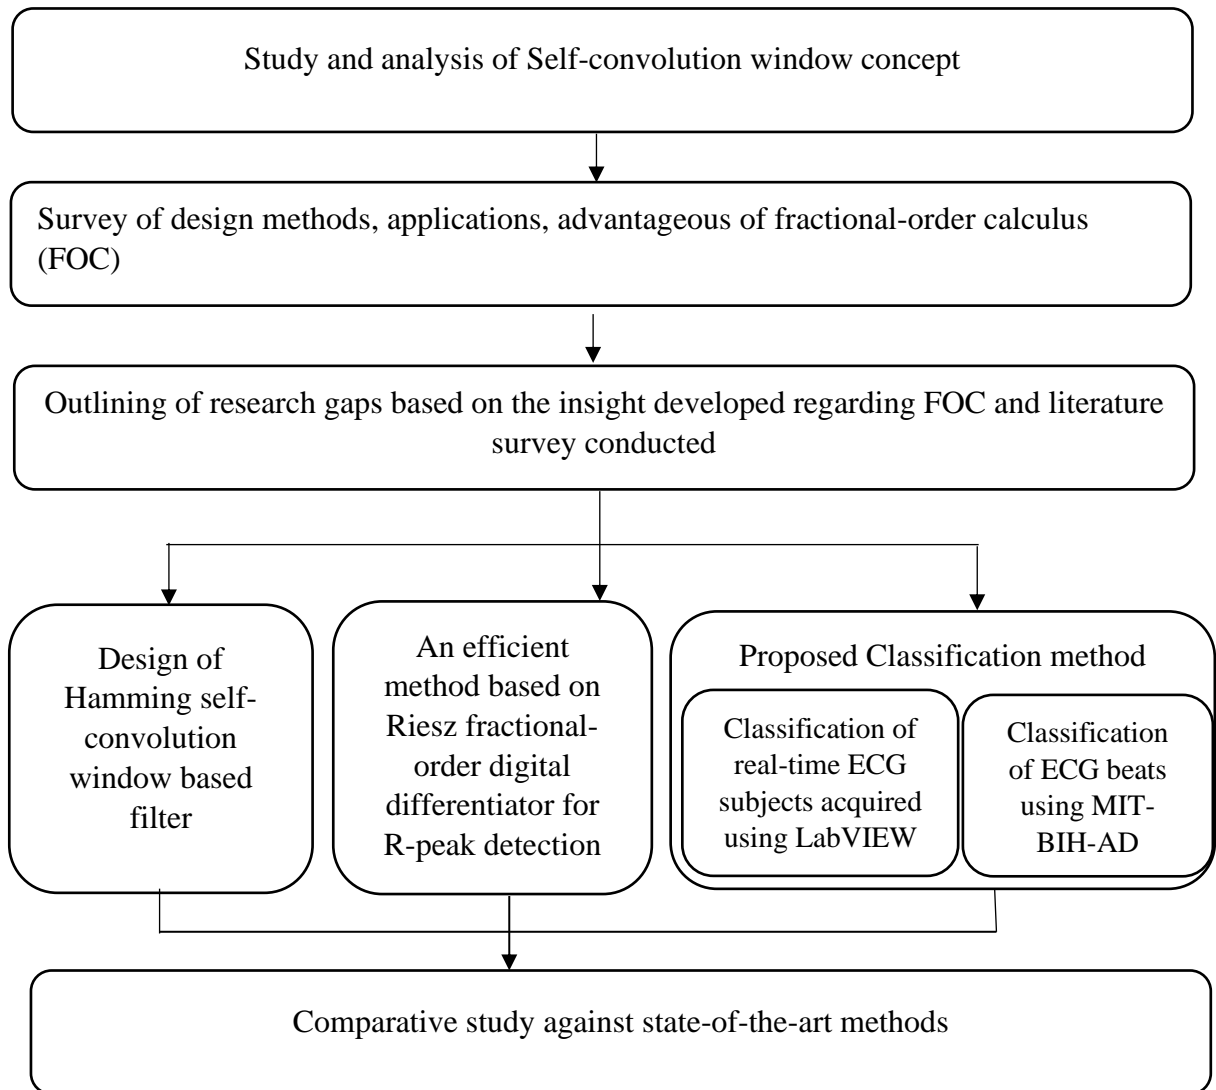 Study and analysis of Self-convolution window concept
Survey of design methods, applications, advantageous of fractional-order calculus
(FOC)
Outlining of research gaps based on the insight developed regarding FOC and literature
survey conducted
Design of
Hamming self-
convolution
window based
filter
An efficient
method based on
Riesz fractional-
order digital
differentiator for
R-peak detection
Proposed Classification method
Classification of
real-time ECG
subjects acquired
using LabVIEW
Classification
of ECG beats
using MIT-
BIH-AD
Comparative study against state-of-the-art methods